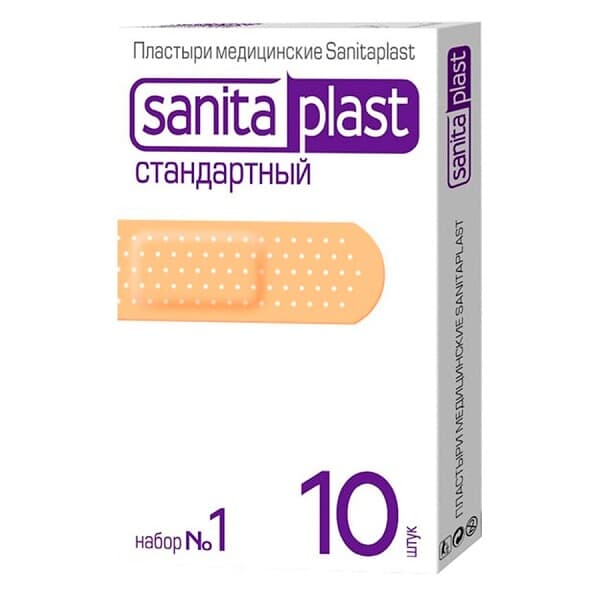 Пластыри медицинские Sanitaplast
sanita plast
стандартный
набор №1
10
штук
sanita plast
ПЛАСТЫРИ МЕДИЦИНСКИЕ SANITAPLAST